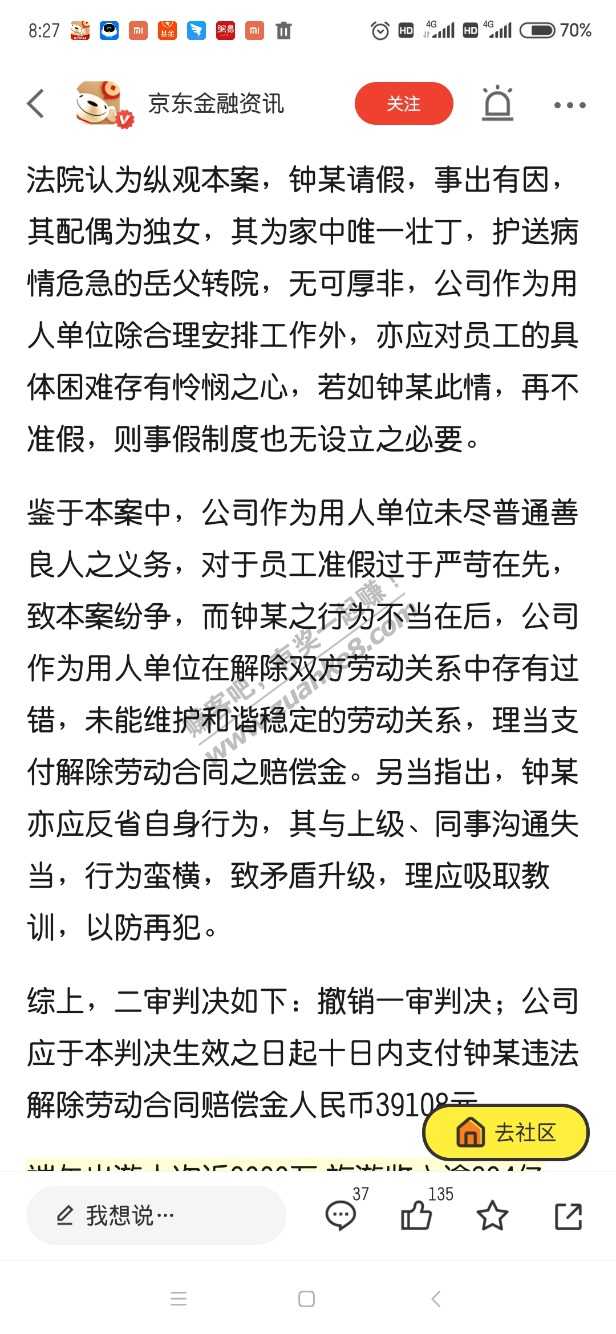 8:27
HD 4G HD 4G 70%
京东金融资讯
关注
法院认为纵观本案，钟某请假，事出有因，
其配偶为独女，其为家中唯一壮丁，护送病
情危急的岳父转院，无可厚非，公司作为用
人单位除合理安排工作外，亦应对员工的具
体困难存有怜悯之心，若如钟某此情，再不
准假，则事假制度也无设立之必要。
鉴于本案中，公司作为用人单位未尽普通善
良人之义务，对于员工准假过于严苛在先，
致本案纷争，而钟某之行为不当在后，公司
作为用人单位在解除双方劳动关系中存有过
错，未能维护和谐稳定的劳动关系，理当支
付解除劳动合同之赔偿金。另当指出，钟某
亦应反省自身行为，其与上级、同事沟通失
当，行为蛮横，致矛盾升级，理应吸取教
训，以防再犯。
综上，二审判决如下：撤销一审判决；公司
应于本判决生效之日起十日内支付钟某违法
解除劳动合同赔偿金人民币39108元
去社区
我想说…
37
135